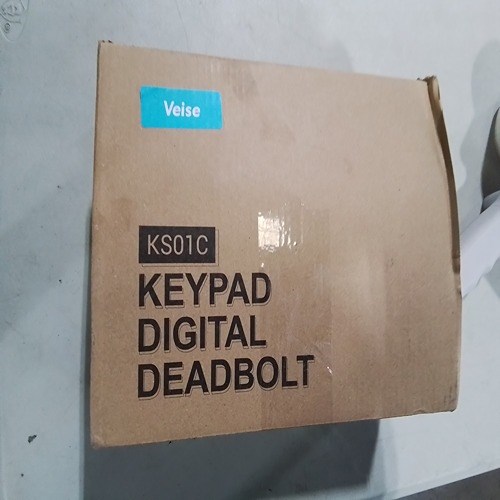 Veise
KS01C
KEYPAD
DIGITAL
DEADBOLT